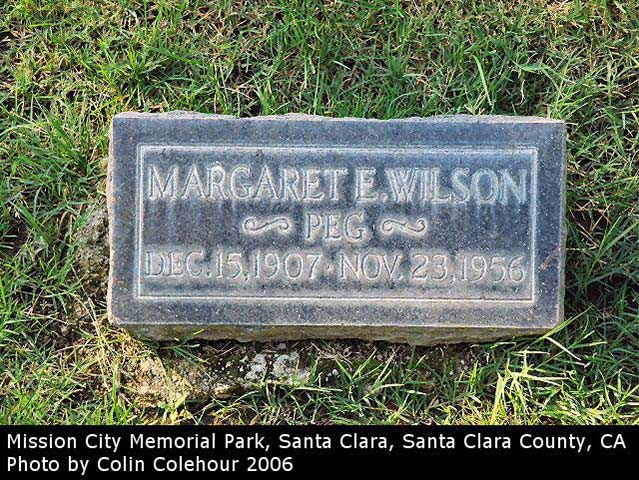 MARGARET E. WILSON
PEG
DEC. 15, 1907 · NOV. 23, 1956
Mission City Memorial Park, Santa Clara, Santa Clara County, CA
Photo by Colin Colehour 2006